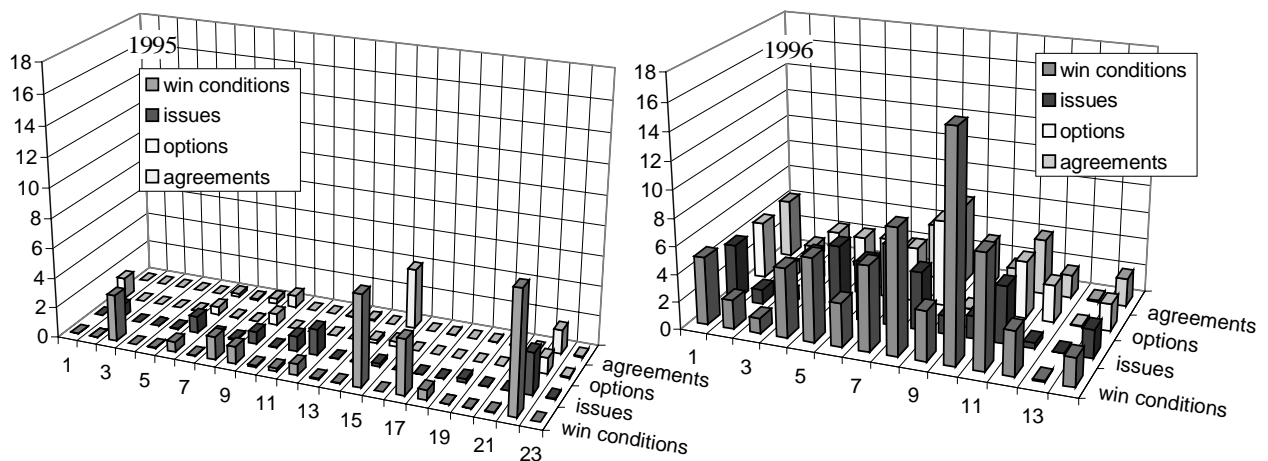 1995
18
16
14
12
10
8
6
4
2
0
win conditions
issues
options
agreements
1
3
5
7
9
11
13
15
17
19
21
23
agreements
options
issues
win conditions
1996
18
16
14
12
10
8
6
4
2
0
win conditions
issues
options
agreements
1
3
5
7
9
11
13
agreements
options
issues
win conditions